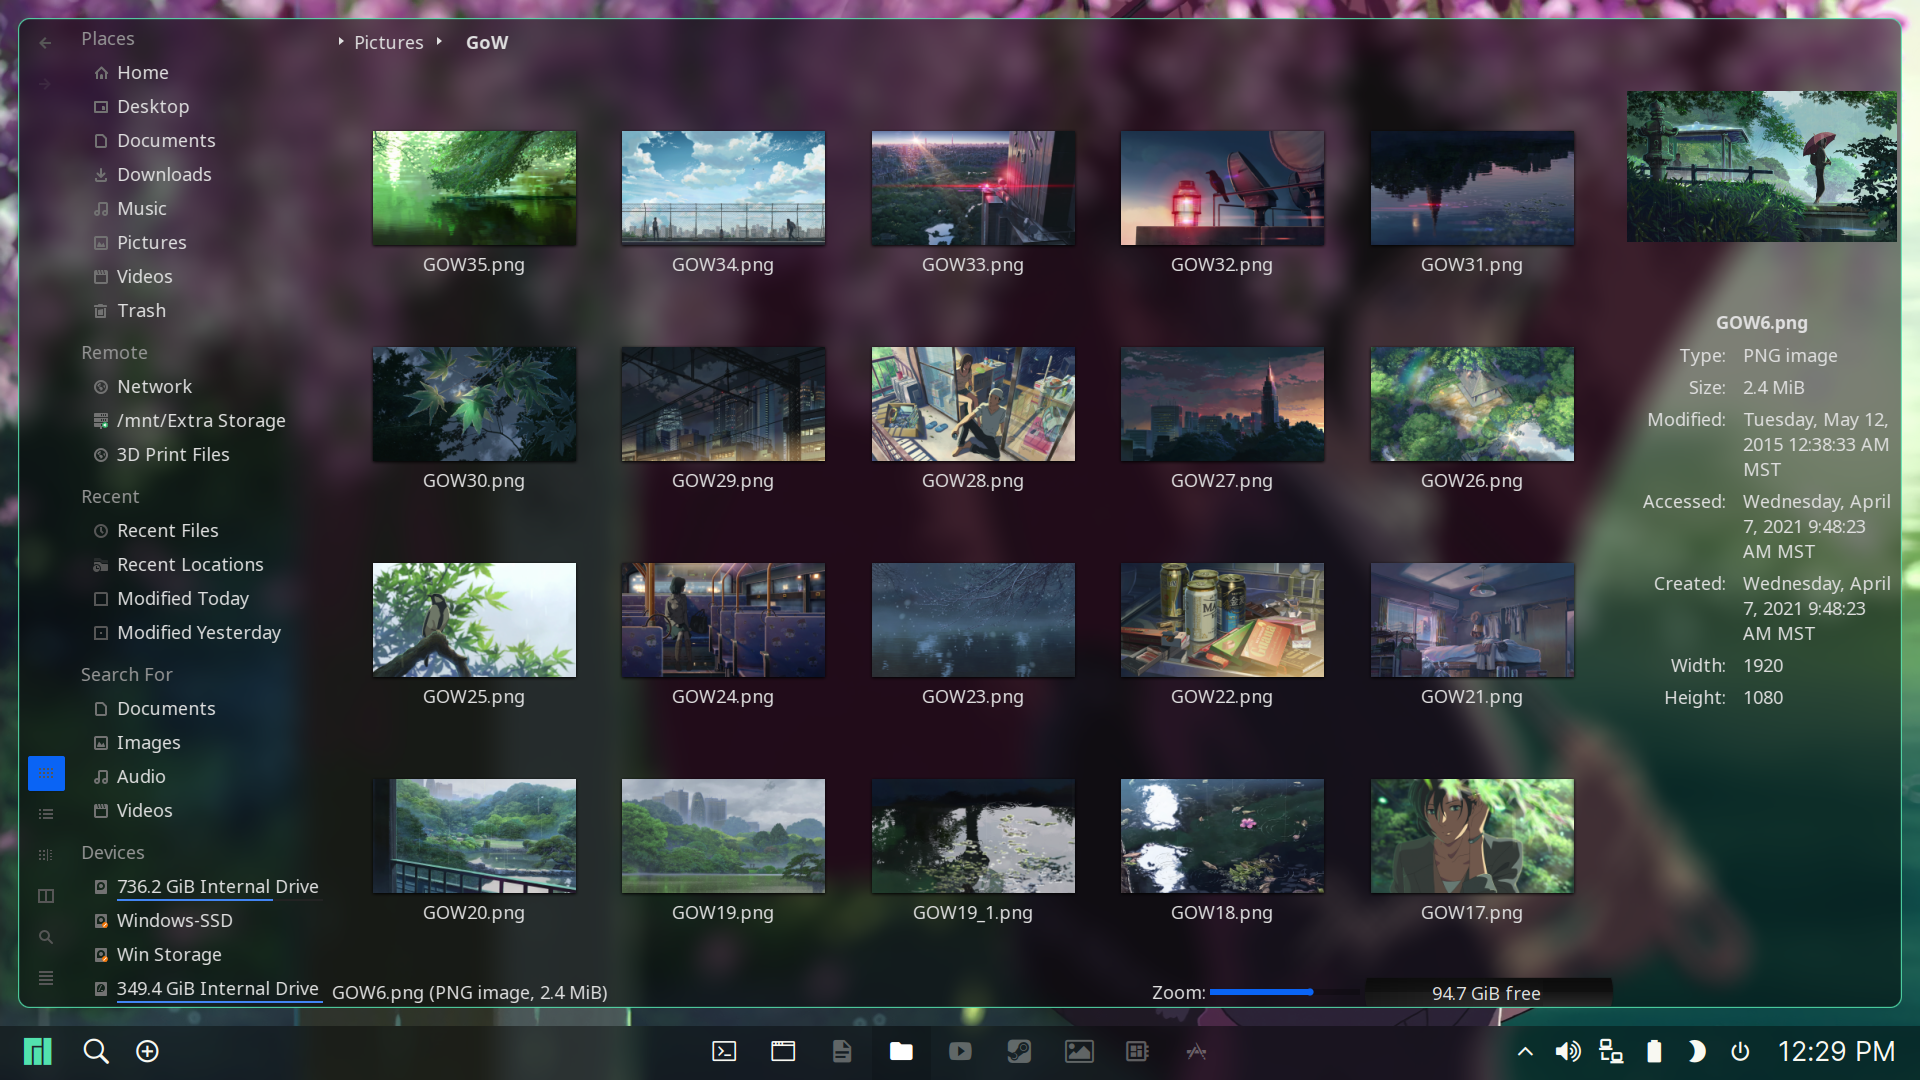 Places
Home
Desktop
Documents
Downloads
Music
Pictures
Videos
Trash
Remote
Network
/mnt/Extra Storage
3D Print Files
Recent
Recent Files
Recent Locations
Modified Today
Modified Yesterday
Search For
Documents
Images
Audio
Videos
Devices
736.2 GiB Internal Drive
Windows-SSD
Win Storage
349.4 GiB Internal Drive
Pictures GoW
GOW35.png
GOW34.png
GOW33.png
GOW32.png
GOW31.png
GOW30.png
GOW29.png
GOW28.png
GOW27.png
GOW26.png
GOW25.png
GOW24.png
GOW23.png
GOW22.png
GOW21.png
GOW20.png
GOW19.png
GOW19_1.png
GOW18.png
GOW17.png
GOW6.png
Type: PNG image
Size: 2.4 MiB
Modified: Tuesday, May 12,
2015 12:38:33 AM
MST
Accessed: Wednesday, April
7, 2021 9:48:23
AM MST
Created: Wednesday, April
7, 2021 9:48:23
AM MST
Width: 1920
Height: 1080
GOW6.png (PNG image, 2.4 MiB)
Zoom:
94.7 GiB free
12:29 PM